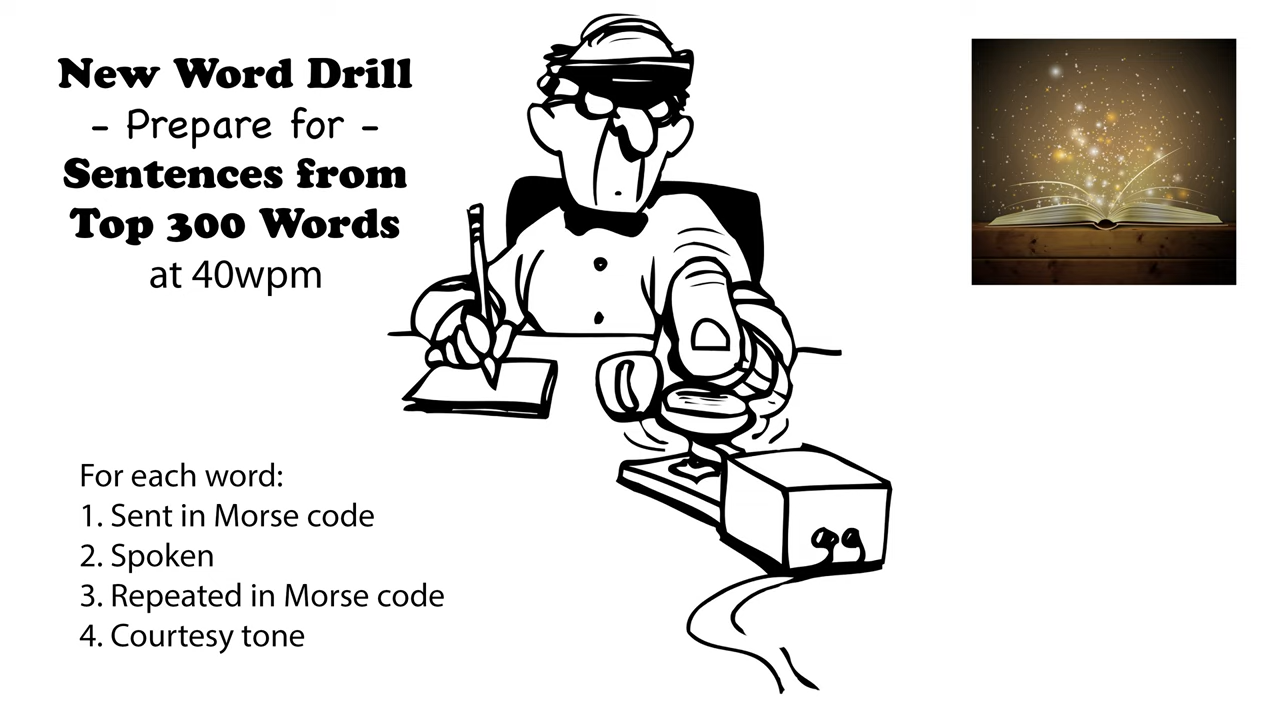 New Word Drill
- Prepare for -
Sentences from
Top 300 Words
at 40wpm
For each word:
1. Sent in Morse code
2. Spoken
3. Repeated in Morse code
4. Courtesy tone